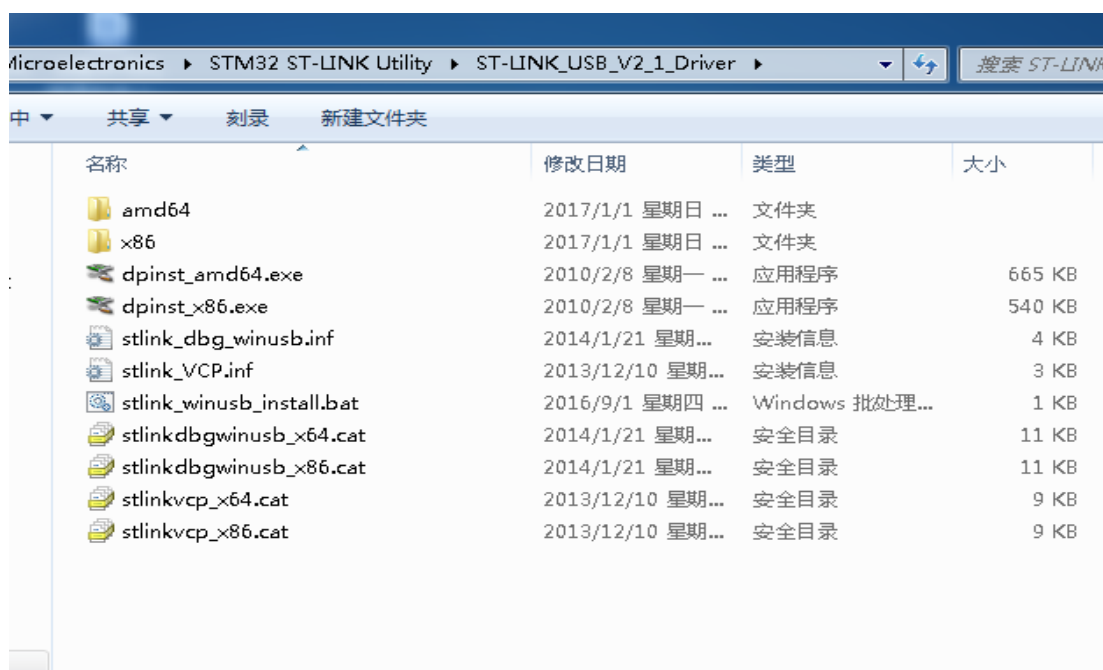 Microelectronics ▸ STM32 ST-LINK Utility ▸ ST-LINK_USB_V2_1_Driver ▸ 搜索 ST-LINK
中 共享 刻录 新建文件夹
名称 修改日期 类型 大小
amd64 2017/1/1 星期日 ... 文件夹
x86 2017/1/1 星期日 ... 文件夹
dpinst_amd64.exe 2010/2/8 星期一 ... 应用程序 665 KB
dpinst_x86.exe 2010/2/8 星期一 ... 应用程序 540 KB
stlink_dbg_winusb.inf 2014/1/21 星期... 安装信息 4 KB
stlink_VCP.inf 2013/12/10 星期... 安装信息 3 KB
stlink_winusb_install.bat 2016/9/1 星期四 ... Windows 批处理... 1 KB
stlinkdbgwinusb_x64.cat 2014/1/21 星期... 安全目录 11 KB
stlinkdbgwinusb_x86.cat 2014/1/21 星期... 安全目录 11 KB
stlinkvcp_x64.cat 2013/12/10 星期... 安全目录 9 KB
stlinkvcp_x86.cat 2013/12/10 星期... 安全目录 9 KB